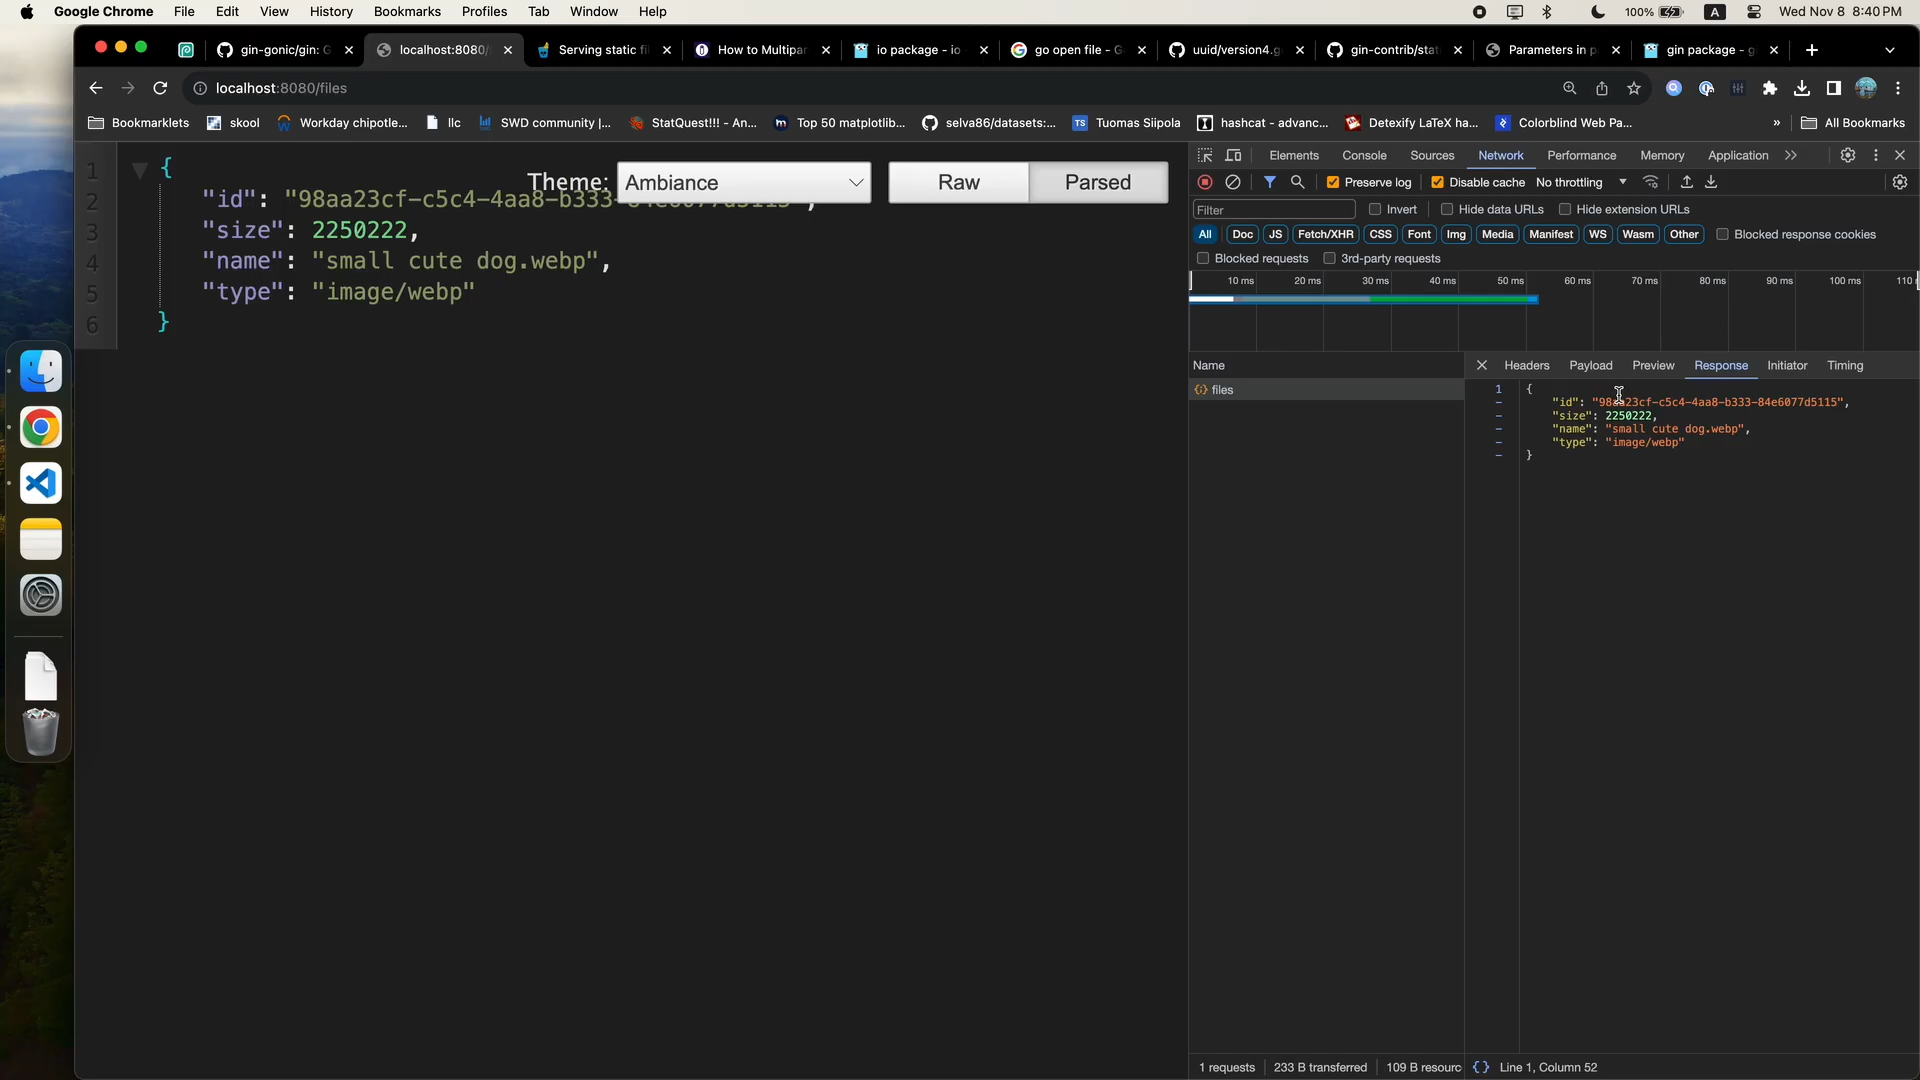 Google Chrome File Edit View History Bookmarks Profiles Tab Window Help 100% A Wed Nov 8 8:40 PM
gin-gonic/gin: G localhost:8080/ Serving static fi How to Multipar io package - io go open file - G uuid/version4.g gin-contrib/stat Parameters in p gin package - g
localhost:8080/files
Bookmarklets skool Workday chipotle... llc SWD community |... StatQuest!!! - An... Top 50 matplotlib... selva86/datasets:... TS Tuomas Siipola hashcat - advanc... Detexify LaTeX ha... Colorblind Web Pa... » All Bookmarks
1 {
Theme: Ambiance Raw Parsed
2 "id": "98aa23cf-c5c4-4aa8-b333-
3 "size": 2250222,
4 "name": "small cute dog.webp",
5 "type": "image/webp"
6 }
Elements Console Sources Network Performance Memory Application »
Preserve log Disable cache No throttling
Filter Invert Hide data URLs Hide extension URLs
All Doc JS Fetch/XHR CSS Font Img Media Manifest WS Wasm Other Blocked response cookies
Blocked requests 3rd-party requests
10 ms 20 ms 30 ms 40 ms 50 ms 60 ms 70 ms 80 ms 90 ms 100 ms 110
Name
{;} files
Headers Payload Preview Response Initiator Timing
1 {
- "id": "98aa23cf-c5c4-4aa8-b333-84e6077d5115",
- "size": 2250222,
- "name": "small cute dog.webp",
- "type": "image/webp"
- }
1 requests 233 B transferred 109 B resourc {} Line 1, Column 52